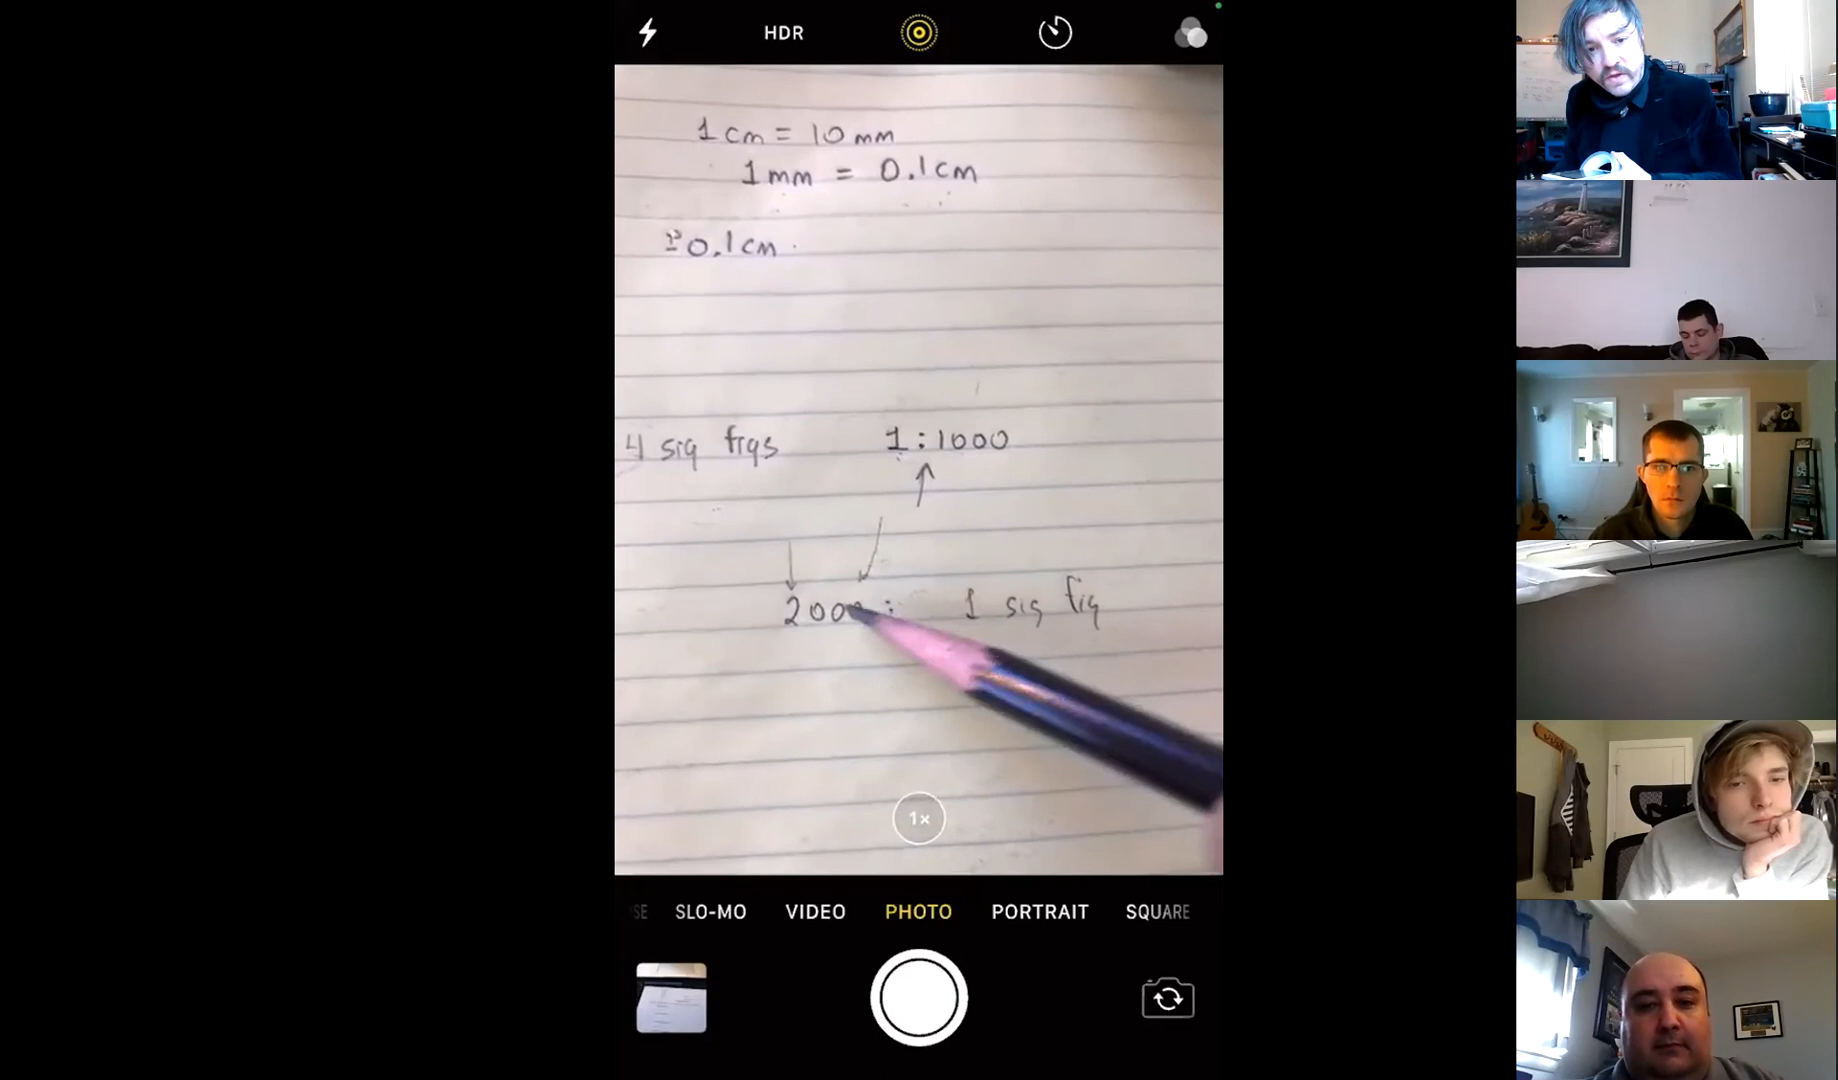 HDR
1 cm = 10 mm
1 mm = 0.1 cm
0.1 cm
4 sig figs 1 : 1000
2000 : 1 sig fig
1×
SLO-MO VIDEO PHOTO PORTRAIT SQUARE